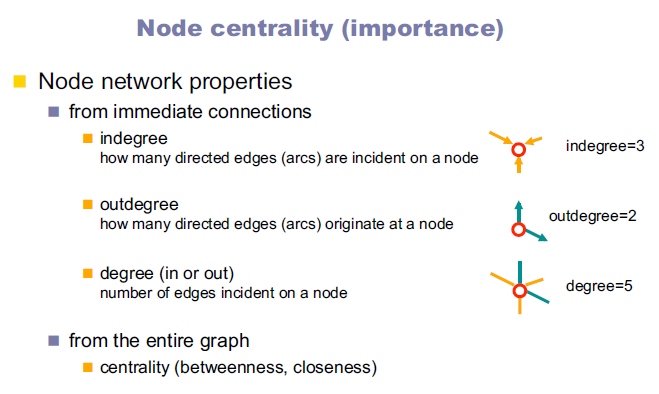 Node centrality (importance)
Node network properties
from immediate connections
indegree
how many directed edges (arcs) are incident on a node
indegree=3
outdegree
how many directed edges (arcs) originate at a node
outdegree=2
degree (in or out)
number of edges incident on a node
degree=5
from the entire graph
centrality (betweenness, closeness)